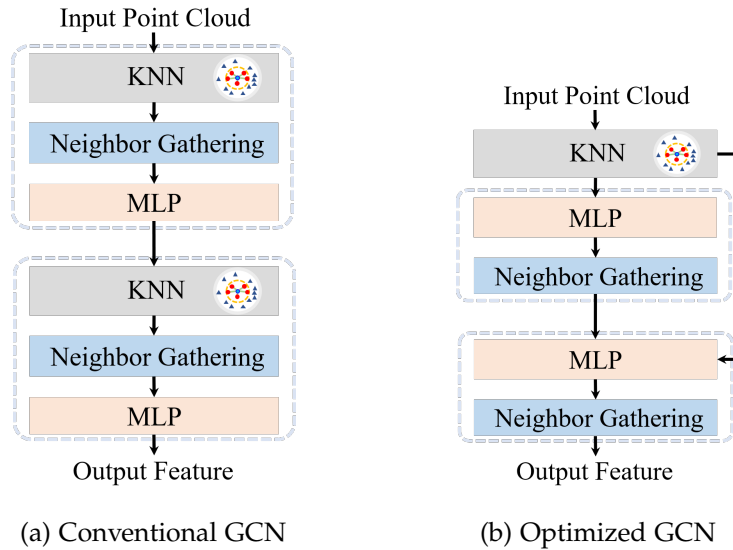 Input Point Cloud
KNN
Neighbor Gathering
MLP
KNN
Neighbor Gathering
MLP
Output Feature
(a) Conventional GCN
Input Point Cloud
KNN
MLP
Neighbor Gathering
MLP
Neighbor Gathering
Output Feature
(b) Optimized GCN